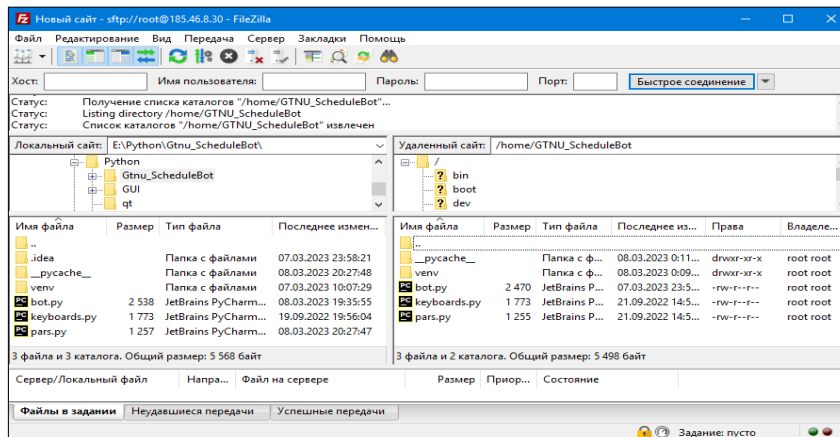 Новый сайт - sftp://root@185.46.8.30 - FileZilla
Файл Редактирование Вид Передача Сервер Закладки Помощь
Хост: Имя пользователя: Пароль: Порт: Быстрое соединение
Статус: Получение списка каталогов "/home/GTNU_ScheduleBot"...
Статус: Listing directory /home/GTNU_ScheduleBot
Статус: Список каталогов "/home/GTNU_ScheduleBot" извлечен
Локальный сайт: E:\Python\Gtnu_ScheduleBot\
Python
Gtnu_ScheduleBot
GUI
qt
Удаленный сайт: /home/GTNU_ScheduleBot
/
bin
boot
dev
Имя файла Размер Тип файла Последнее измен...
..
.idea Папка с файлами 07.03.2023 23:58:21
__pycache__ Папка с файлами 08.03.2023 20:27:48
venv Папка с файлами 07.03.2023 10:07:29
bot.py 2 538 JetBrains PyCharm... 08.03.2023 19:35:55
keyboards.py 1 773 JetBrains PyCharm... 19.09.2022 19:56:04
pars.py 1 257 JetBrains PyCharm... 08.03.2023 20:27:47
3 файла и 3 каталога. Общий размер: 5 568 байт
Имя файла Размер Тип файла Последнее из... Права Владеле...
..
__pycache__ Папка с ф... 08.03.2023 0:11... drwxr-xr-x root root
venv Папка с ф... 08.03.2023 0:09... drwxr-xr-x root root
bot.py 2 470 JetBrains P... 07.03.2023 23:5... -rw-r--r-- root root
keyboards.py 1 773 JetBrains P... 21.09.2022 14:5... -rw-r--r-- root root
pars.py 1 255 JetBrains P... 21.09.2022 14:5... -rw-r--r-- root root
3 файла и 2 каталога. Общий размер: 5 498 байт
Сервер/Локальный файл Напра... Файл на сервере Размер Приор... Состояние
Файлы в задании Неудавшиеся передачи Успешные передачи
Задание: пусто